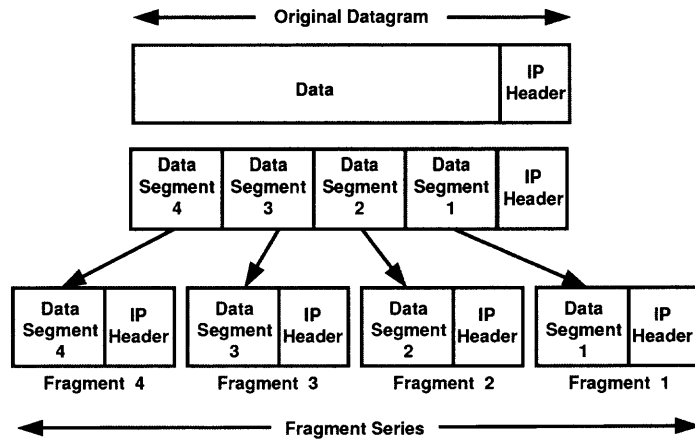 Original Datagram
Data
IP
Header
Data
Segment
4
Data
Segment
3
Data
Segment
2
Data
Segment
1
IP
Header
Data
Segment
4
IP
Header
Data
Segment
3
IP
Header
Data
Segment
2
IP
Header
Data
Segment
1
IP
Header
Fragment 4
Fragment 3
Fragment 2
Fragment 1
Fragment Series